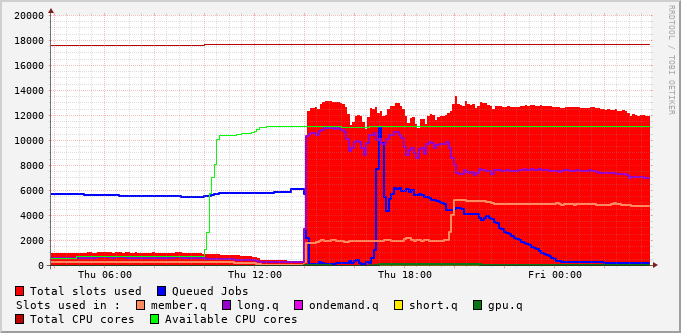 20000
18000
16000
14000
12000
10000
8000
6000
4000
2000
0
Thu 06:00 Thu 12:00 Thu 18:00 Fri 00:00
RRDTOOL / TOBI OETIKER
Total slots used Queued Jobs
Slots used in : member.q long.q ondemand.q short.q gpu.q
Total CPU cores Available CPU cores